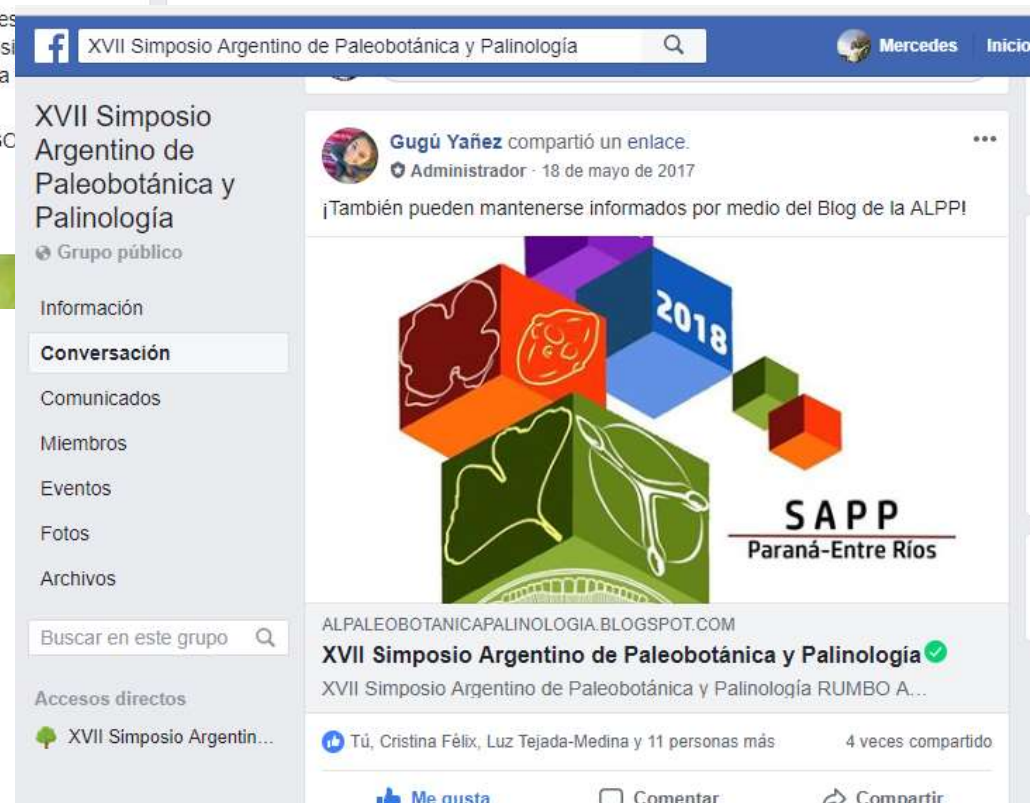 XVII Simposio Argentino de Paleobotánica y Palinología
Mercedes
Inicio
XVII Simposio
Argentino de
Paleobotánica y
Palinología
Grupo público
Información
Conversación
Comunicados
Miembros
Eventos
Fotos
Archivos
Buscar en este grupo
Accesos directos
XVII Simposio Argentin...
Gugú Yañez compartió un enlace.
Administrador · 18 de mayo de 2017
¡También pueden mantenerse informados por medio del Blog de la ALPP!
2018
SAPP
Paraná-Entre Ríos
ALPALEOBOTANICAPALINOLOGIA.BLOGSPOT.COM
XVII Simposio Argentino de Paleobotánica y Palinología
XVII Simposio Argentino de Paleobotánica y Palinología RUMBO A...
Tú, Cristina Félix, Luz Tejada-Medina y 11 personas más
4 veces compartido
Me gusta
Comentar
Compartir